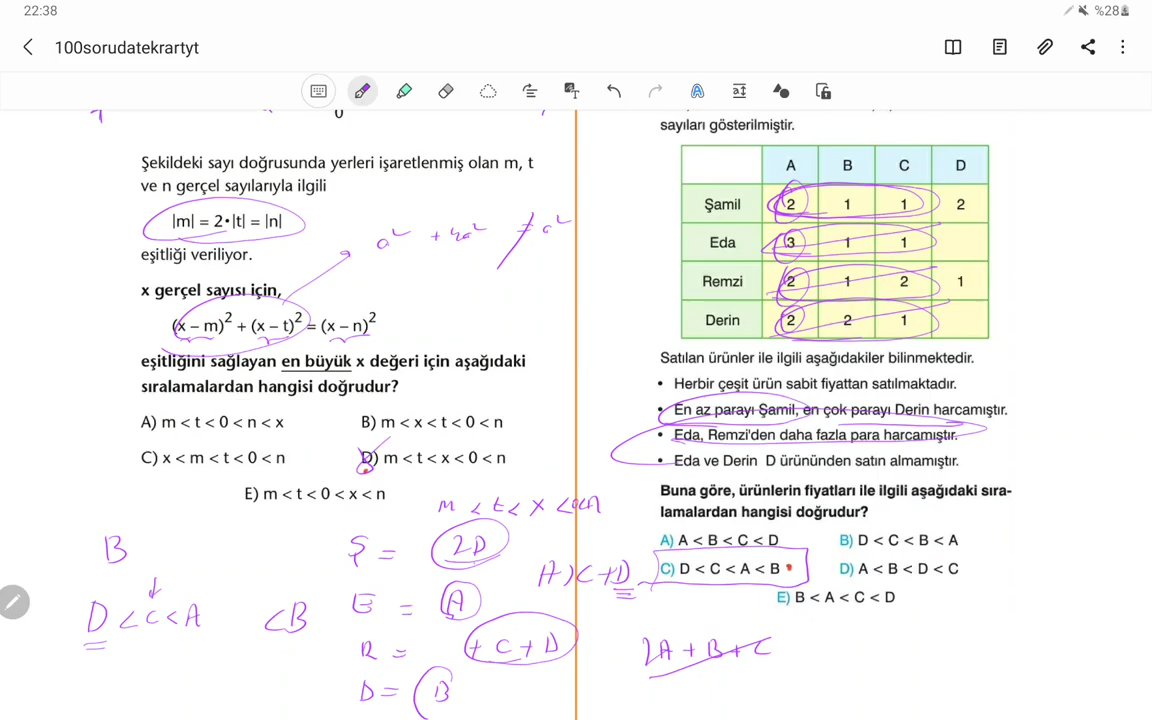 22:38
%28
100sorudatekrartyt
Şekildeki sayı doğrusunda yerleri işaretlenmiş olan m, t
ve n gerçel sayılarıyla ilgili
|m| = 2•|t| = |n|
eşitliği veriliyor.
x gerçel sayısı için,
(x – m)² + (x – t)² = (x – n)²
eşitliğini sağlayan en büyük x değeri için aşağıdaki
sıralamalardan hangisi doğrudur?
A) m < t < 0 < n < x
B) m < x < t < 0 < n
C) x < m < t < 0 < n
D) m < t < x < 0 < n
E) m < t < 0 < x < n
m < t < x < 0 < n
B
D < C < A < B
Ş = 2D
E = A
R = + C + D
D = B
sayıları gösterilmiştir.
A B C D
Şamil 2 1 1 2
Eda 3 1 1
Remzi 2 1 2 1
Derin 2 2 1
Satılan ürünler ile ilgili aşağıdakiler bilinmektedir.
• Herbir çeşit ürün sabit fiyattan satılmaktadır.
• En az parayı Şamil, en çok parayı Derin harcamıştır.
• Eda, Remzi'den daha fazla para harcamıştır.
• Eda ve Derin D ürününden satın almamıştır.
Buna göre, ürünlerin fiyatları ile ilgili aşağıdaki sıra-
lamalardan hangisi doğrudur?
A) A < B < C < D
B) D < C < B < A
C) D < C < A < B
D) A < B < D < C
E) B < A < C < D
A > C + D
2A + B + C